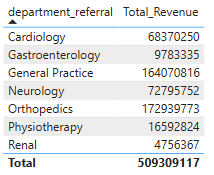 department_referral Total_Revenue
Cardiology 68370250
Gastroenterology 9783335
General Practice 164070816
Neurology 72795752
Orthopedics 172939773
Physiotherapy 16592824
Renal 4756367
Total 509309117